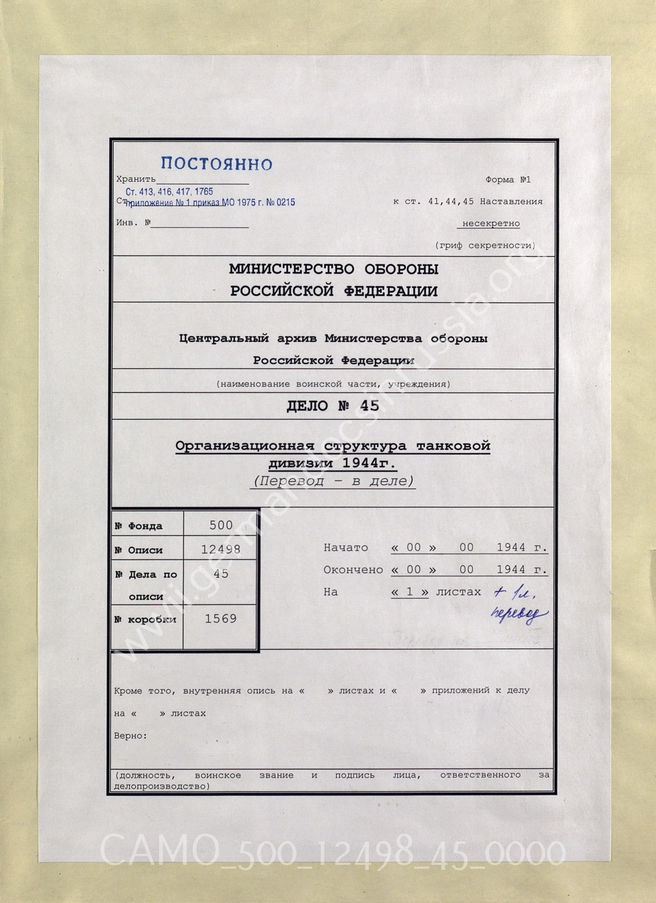 ПОСТОЯННО
Хранить
Форма №1
Ст. 413, 416, 417, 1765
Ст. приложение № 1 приказ МО 1975 г. № 0215
к ст. 41,44,45 Наставления
Инв. №
несекретно
(гриф секретности)
МИНИСТЕРСТВО ОБОРОНЫ
РОССИЙСКОЙ ФЕДЕРАЦИИ
Центральный архив Министерства обороны
Российской Федерации
(наименование воинской части, учреждения)
ДЕЛО № 45
Организационная структура танковой
дивизии 1944г.
(Перевод – в деле)
№ Фонда 500
№ Описи 12498
№ Дела по описи 45
№ коробки 1569
Начато « 00 » 00 1944 г.
Окончено « 00 » 00 1944 г.
На « 1 » листах + 1л.
перевод
Кроме того, внутренняя опись на « » листах и « » приложений к делу
на « » листах
Верно:
(должность, воинское звание и подпись лица, ответственного за
делопроизводство)
www.germandocsinrussia.org
CAMO_500_12498_45_0000